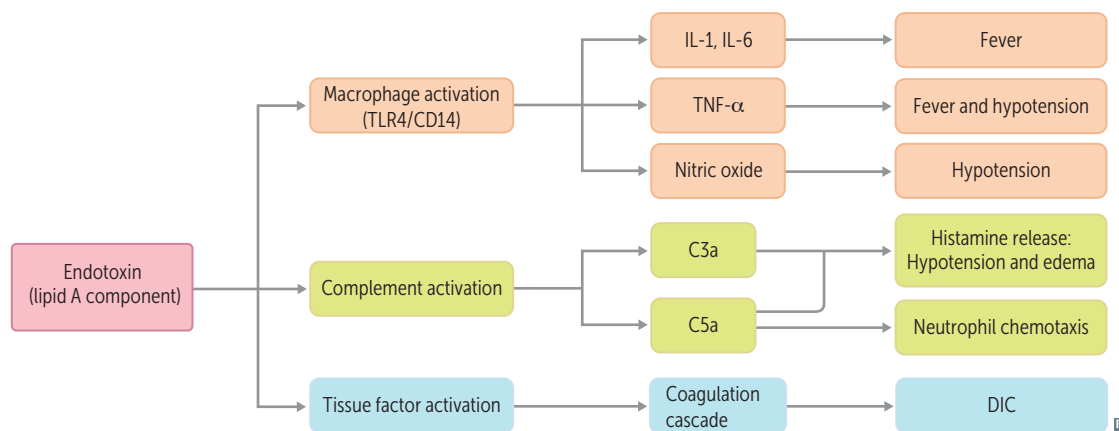 IL-1, IL-6
Fever
Macrophage activation
(TLR4/CD14)
TNF-α
Fever and hypotension
Nitric oxide
Hypotension
Endotoxin
(lipid A component)
Complement activation
C3a
Histamine release:
Hypotension and edema
C5a
Neutrophil chemotaxis
Tissue factor activation
Coagulation
cascade
DIC